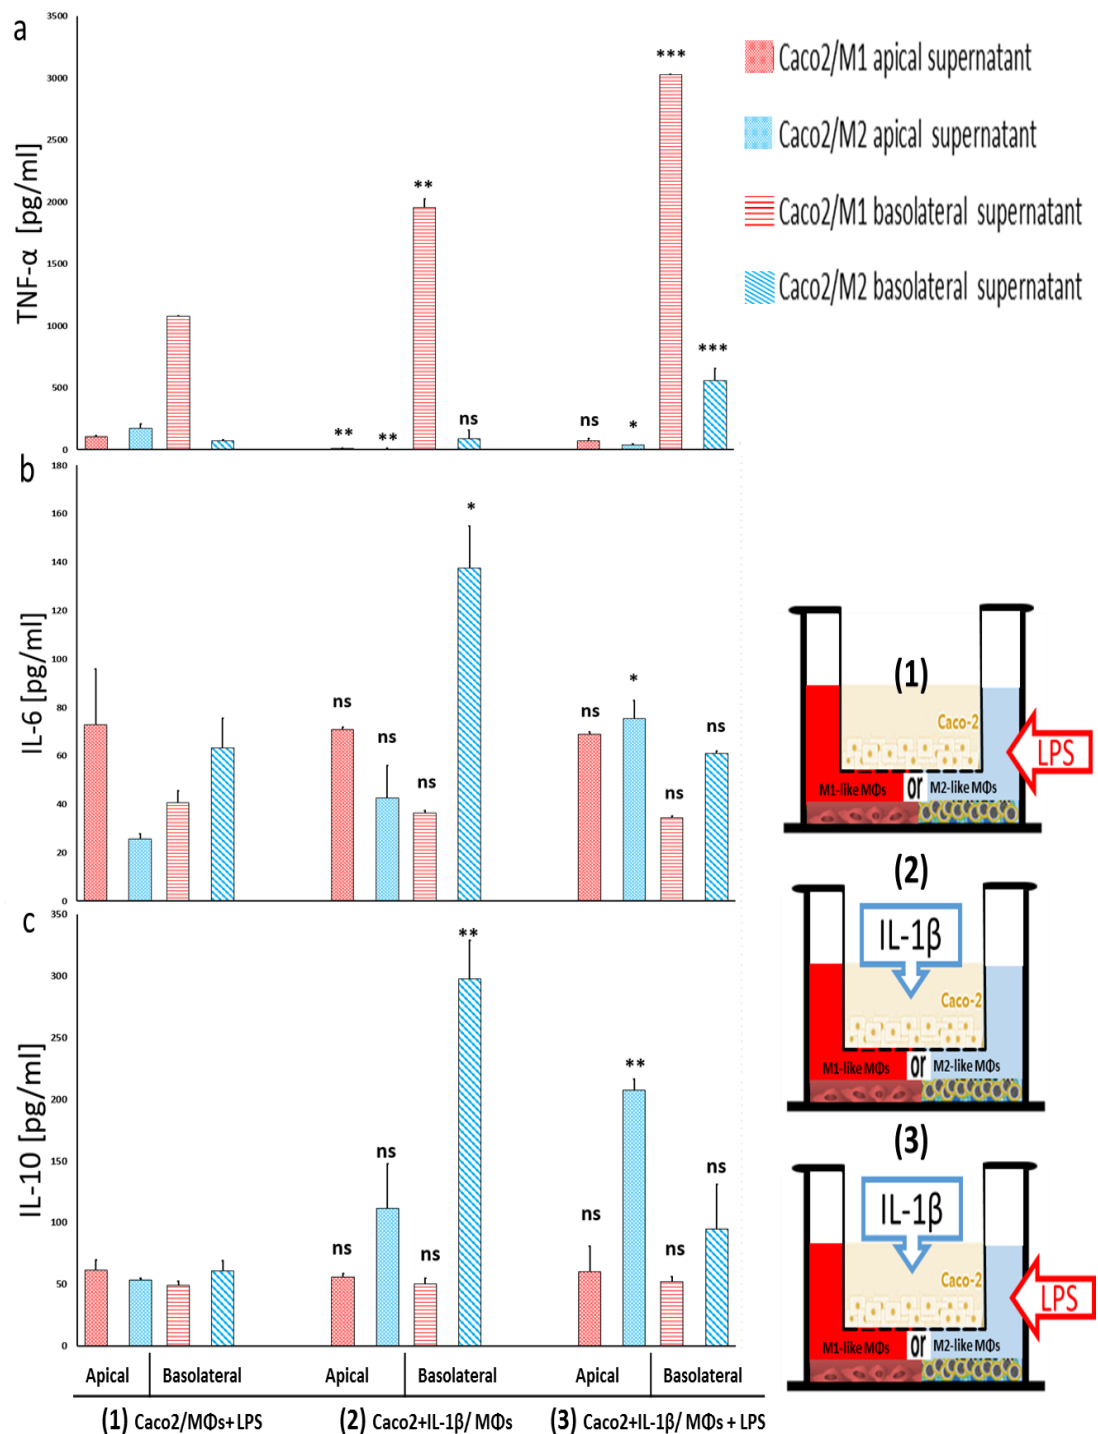 a
TNF-α [pg/ml]
3500
3000
2500
2000
1500
1000
500
0
** ** ** ns
ns * *** ***
Caco2/M1 apical supernatant
Caco2/M2 apical supernatant
Caco2/M1 basolateral supernatant
Caco2/M2 basolateral supernatant
b
IL-6 [pg/ml]
180
160
140
120
100
80
60
40
20
0
ns ns ns *
ns * ns ns
c
IL-10 [pg/ml]
350
300
250
200
150
100
50
0
ns ns ns **
ns ** ns ns
Apical Basolateral Apical Basolateral Apical Basolateral
(1) Caco2/MΦs+ LPS (2) Caco2+IL-1β/ MΦs (3) Caco2+IL-1β/ MΦs + LPS
(1)
Caco-2
LPS
M1-like MΦs or M2-like MΦs
(2)
IL-1β
Caco-2
M1-like MΦs or M2-like MΦs
(3)
IL-1β
Caco-2
LPS
M1-like MΦs or M2-like MΦs